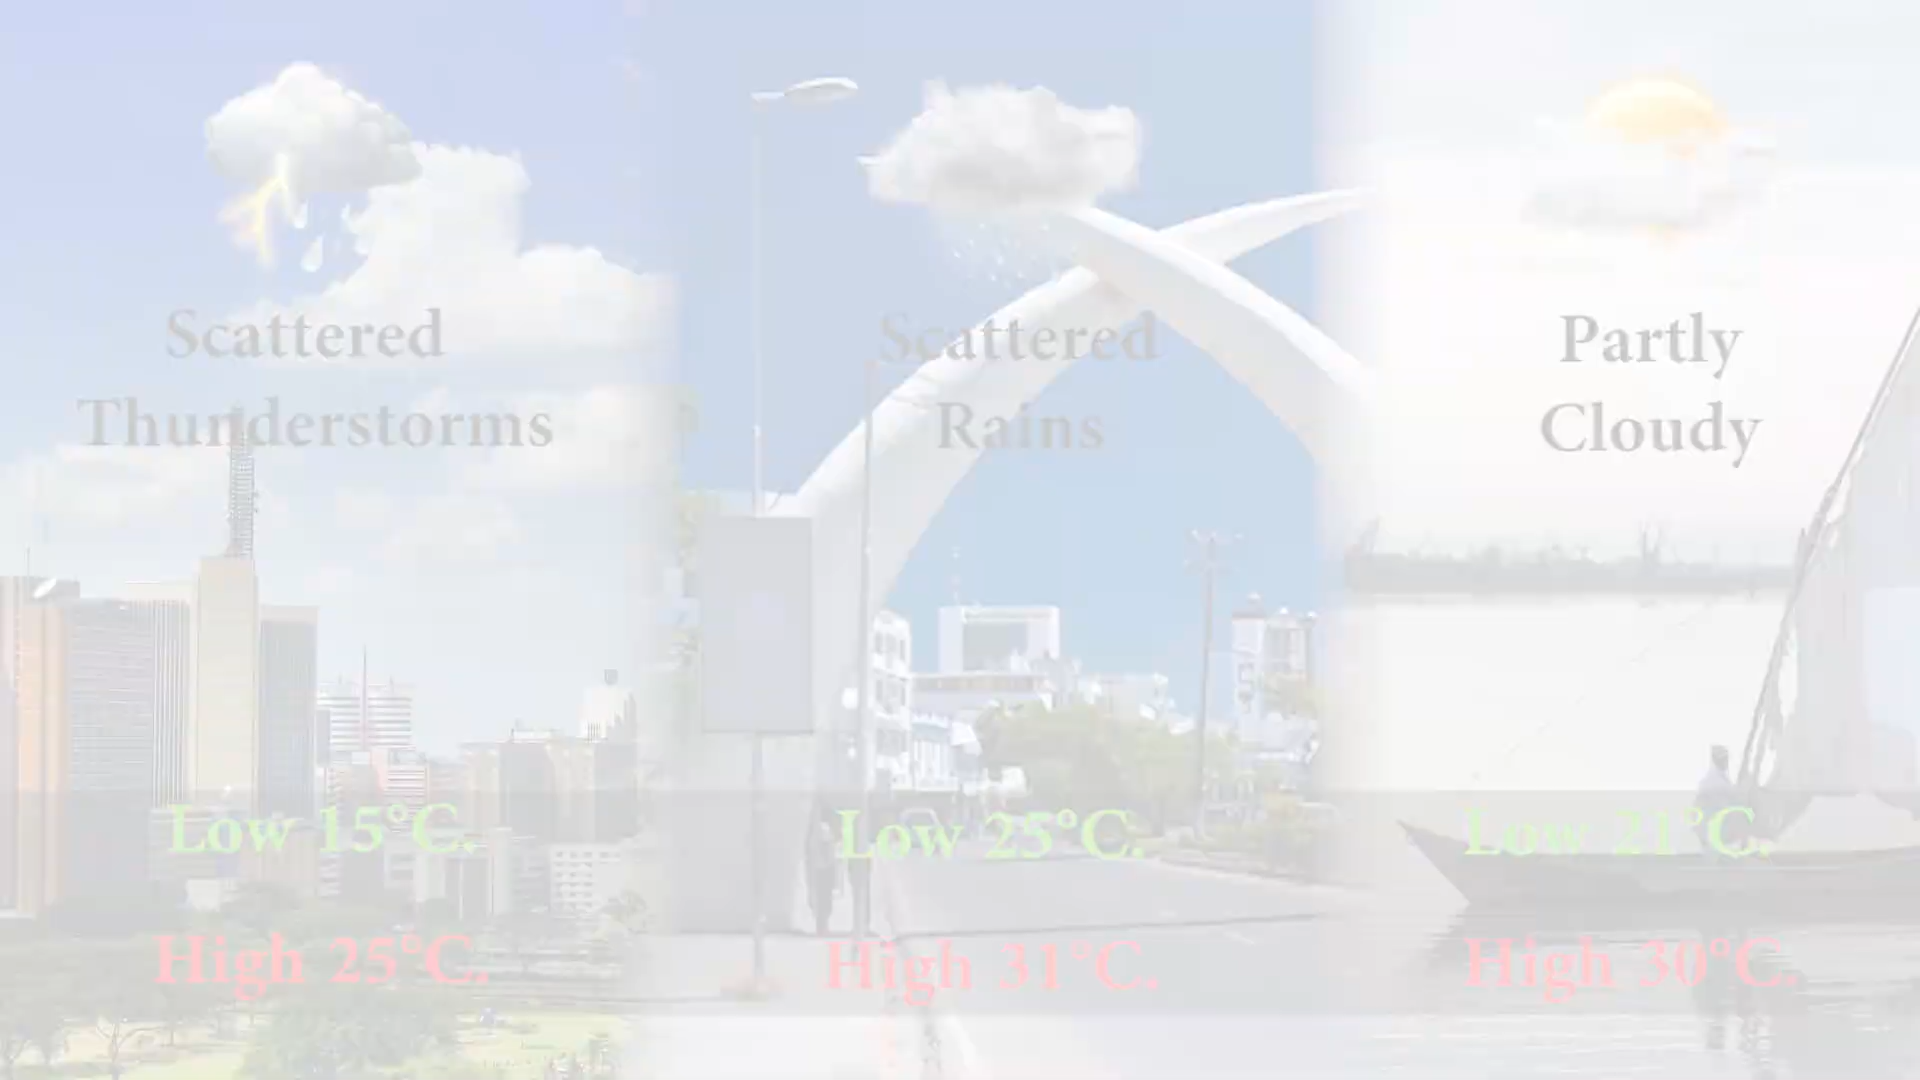 Scattered
Thunderstorms
Low 15°C.
High 25°C.
Scattered
Rains
Low 25°C.
High 31°C.
Partly
Cloudy
Low 21°C.
High 30°C.